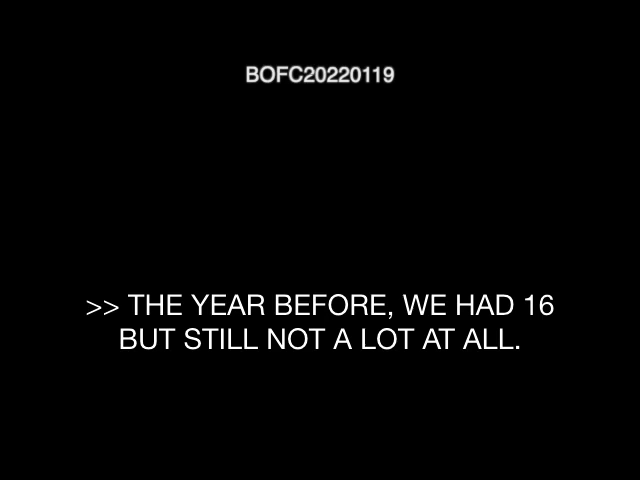 BOFC20220119
>> THE YEAR BEFORE, WE HAD 16
BUT STILL NOT A LOT AT ALL.